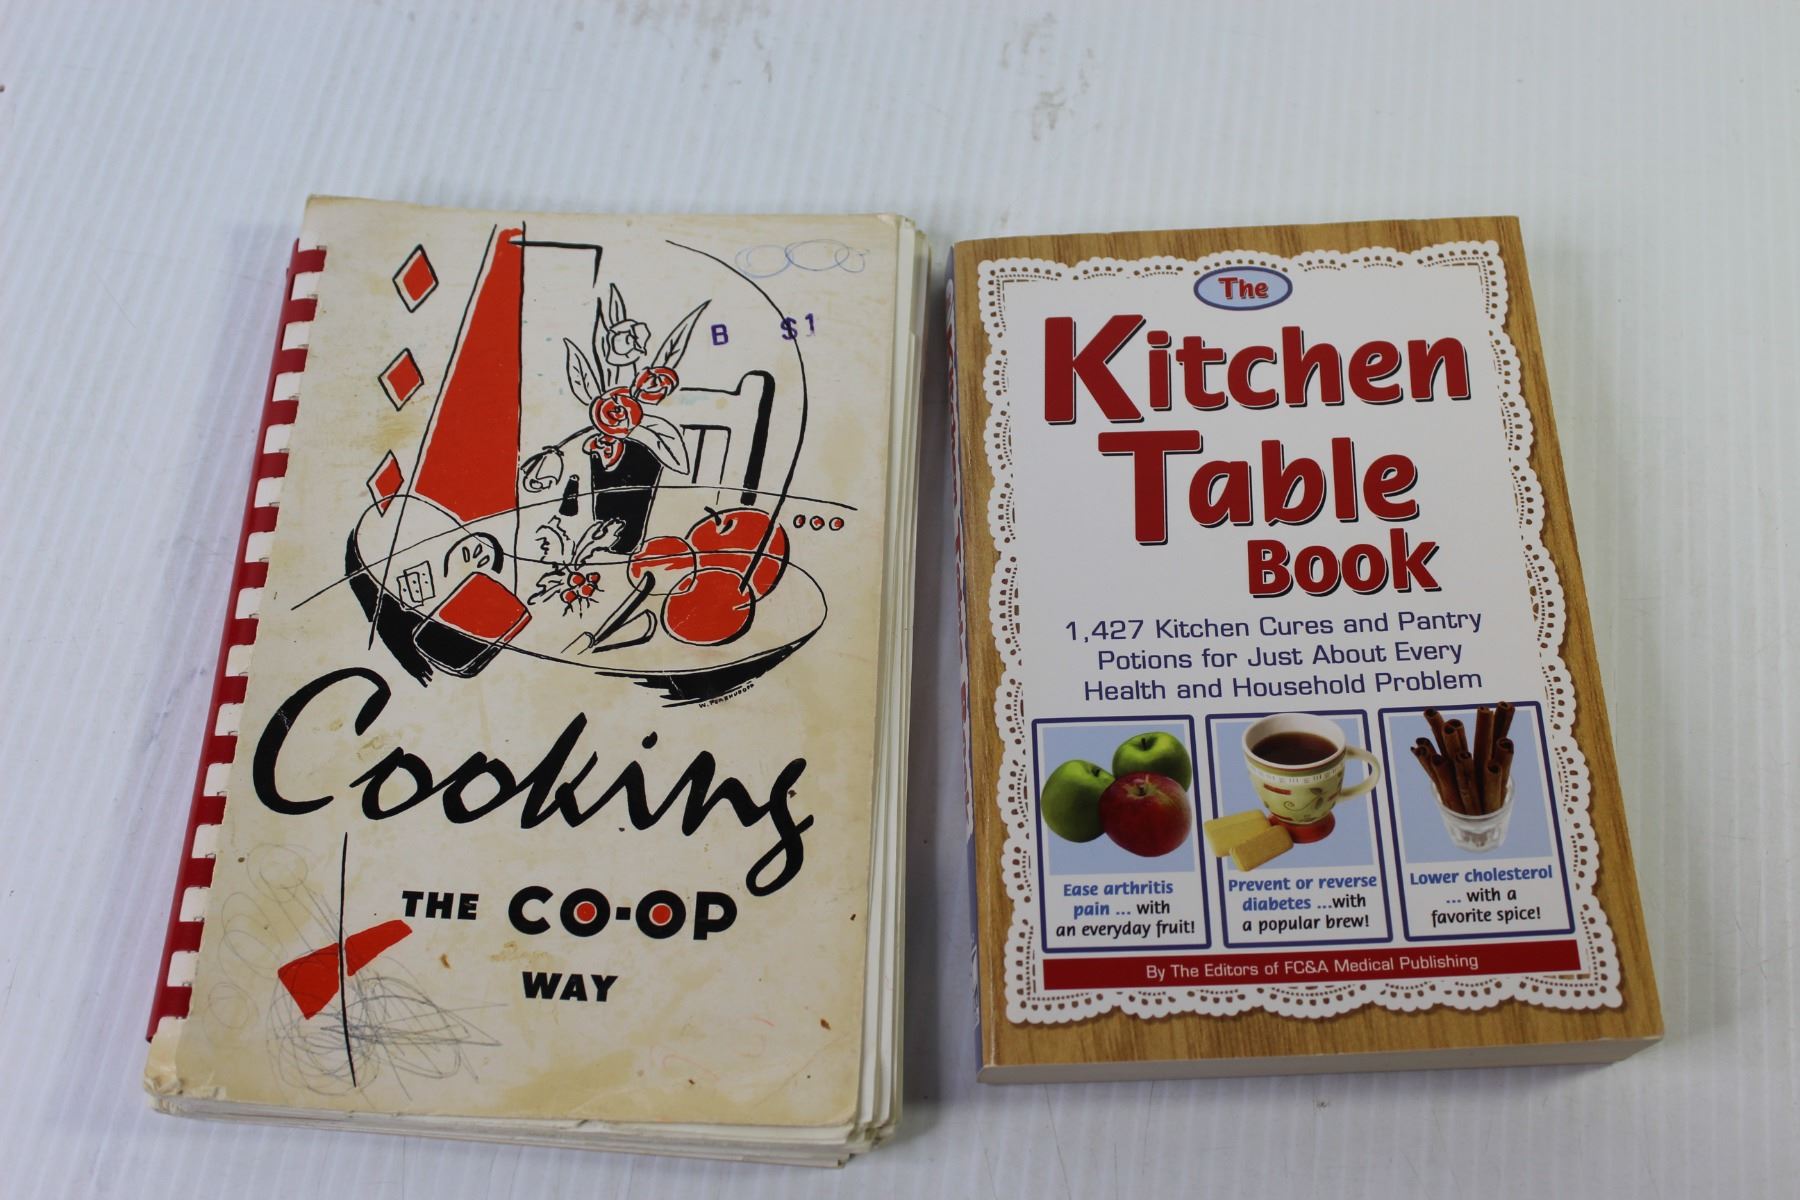 B $1
Cooking
THE CO-OP
WAY
The
Kitchen
Table
Book
1,427 Kitchen Cures and Pantry
Potions for Just About Every
Health and Household Problem
Ease arthritis
pain ... with
an everyday fruit!
Prevent or reverse
diabetes ...with
a popular brew!
Lower cholesterol
... with a
favorite spice!
By The Editors of FC&A Medical Publishing